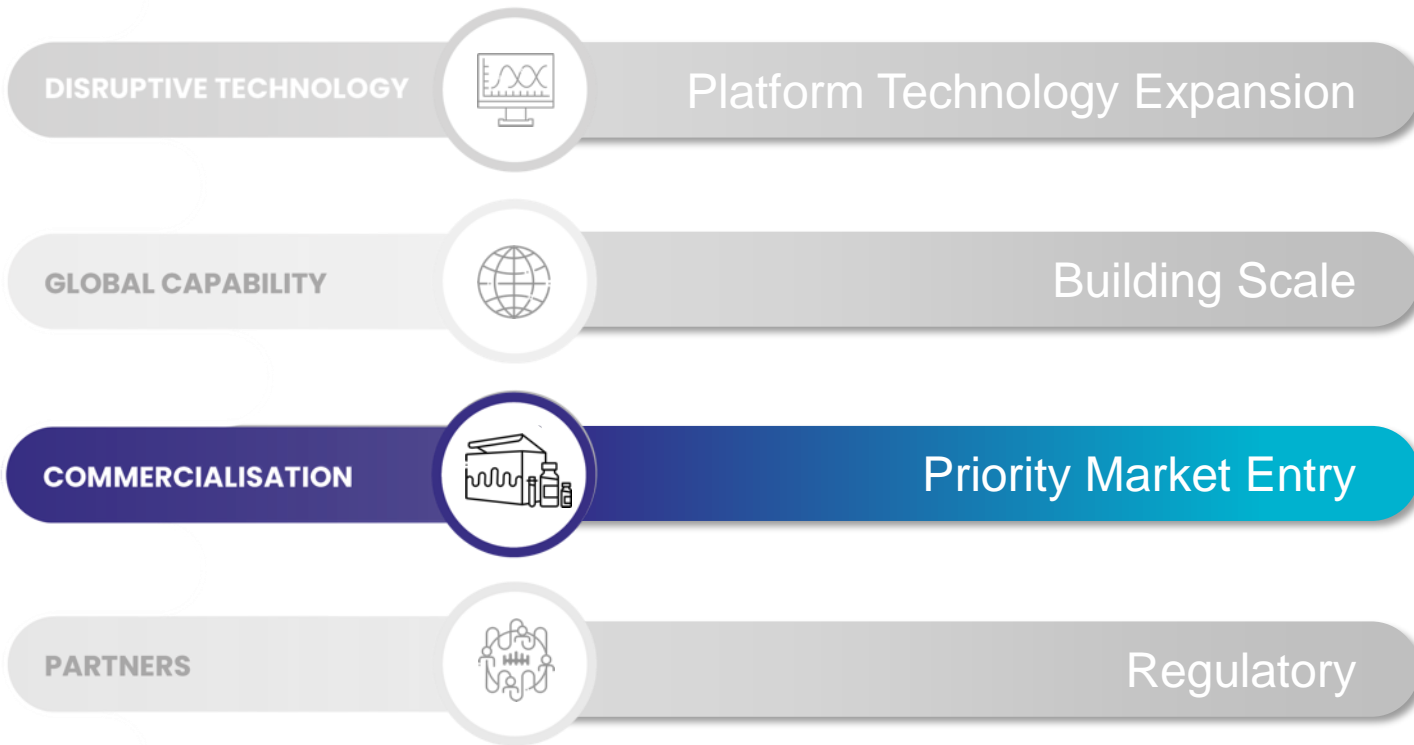 DISRUPTIVE TECHNOLOGY
Platform Technology Expansion
GLOBAL CAPABILITY
Building Scale
COMMERCIALISATION
Priority Market Entry
PARTNERS
Regulatory